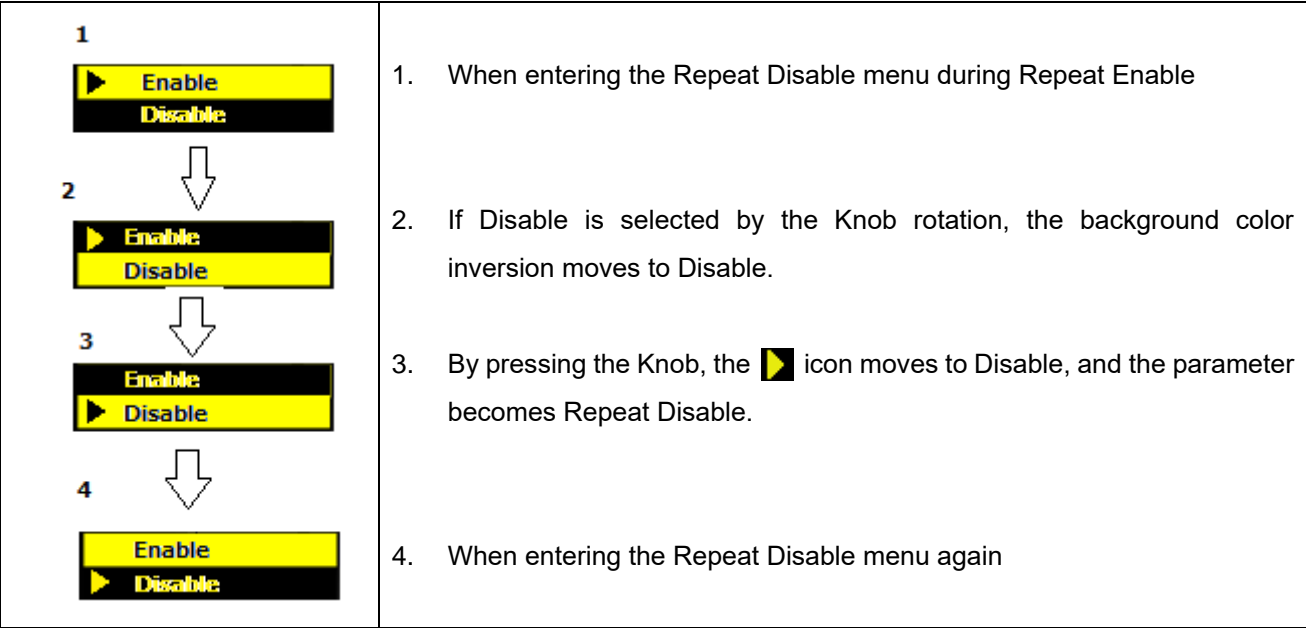 1
Enable
Disable
2
Enable
Disable
3
Enable
Disable
4
Enable
Disable
1. When entering the Repeat Disable menu during Repeat Enable
2. If Disable is selected by the Knob rotation, the background color
inversion moves to Disable.
3. By pressing the Knob, the icon moves to Disable, and the parameter
becomes Repeat Disable.
4. When entering the Repeat Disable menu again